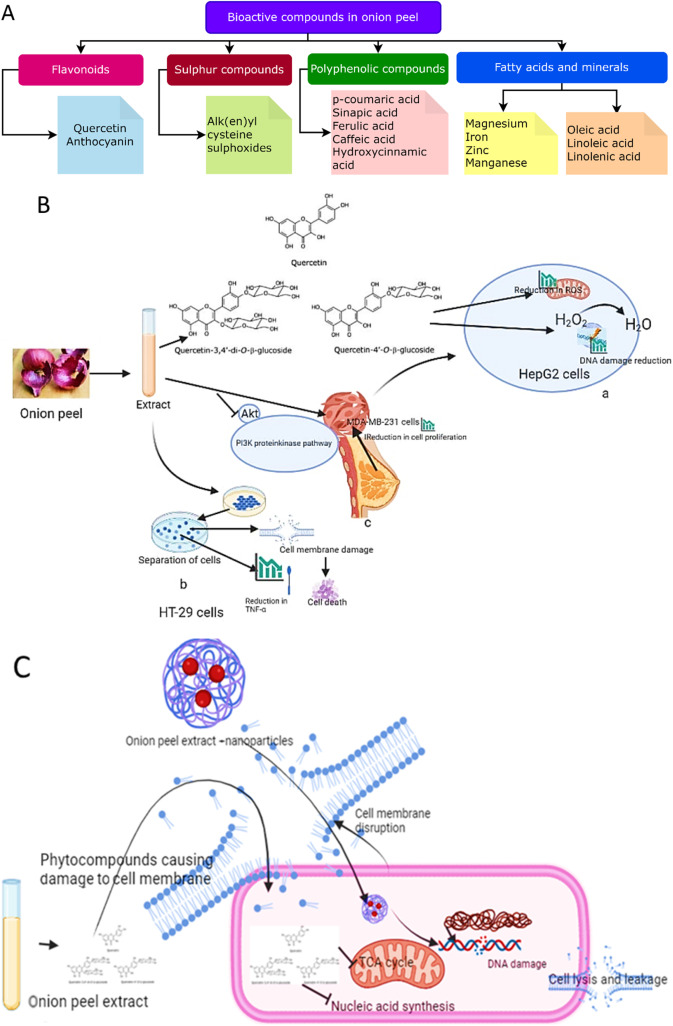 A
Bioactive compounds in onion peel
Flavonoids
Sulphur compounds
Polyphenolic compounds
Fatty acids and minerals
Quercetin
Anthocyanin
Alk(en)yl
cysteine
sulphoxides
p-coumaric acid
Sinapic acid
Ferulic acid
Caffeic acid
Hydroxycinnamic
acid
Magnesium
Iron
Zinc
Manganese
Oleic acid
Linoleic acid
Linolenic acid
B
Quercetin
Quercetin-3,4'-di-O-β-glucoside
Quercetin-4'-O-β-glucoside
Reduction in ROS
H2O2
H2O
DNA damage reduction
HepG2 cells
a
Onion peel
Extract
Akt
PI3K proteinkinase pathway
MDA-MB-231 cells
IReduction in cell proliferation
c
Separation of cells
b
HT-29 cells
Cell membrane damage
Reduction in
TNF-α
Cell death
C
Onion peel extract -nanoparticles
Cell membrane
disruption
Phytocompounds causing
damage to cell membrane
TCA cycle
DNA damage
Nucleic acid synthesis
Cell lysis and leakage
Onion peel extract